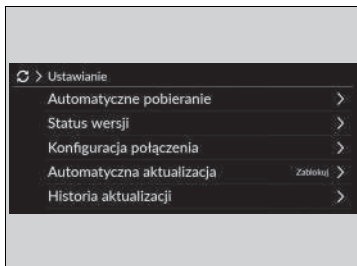 > Ustawianie
Automatyczne pobieranie >
Status wersji >
Konfiguracja połączenia >
Automatyczna aktualizacja Zablokuj >
Historia aktualizacji >